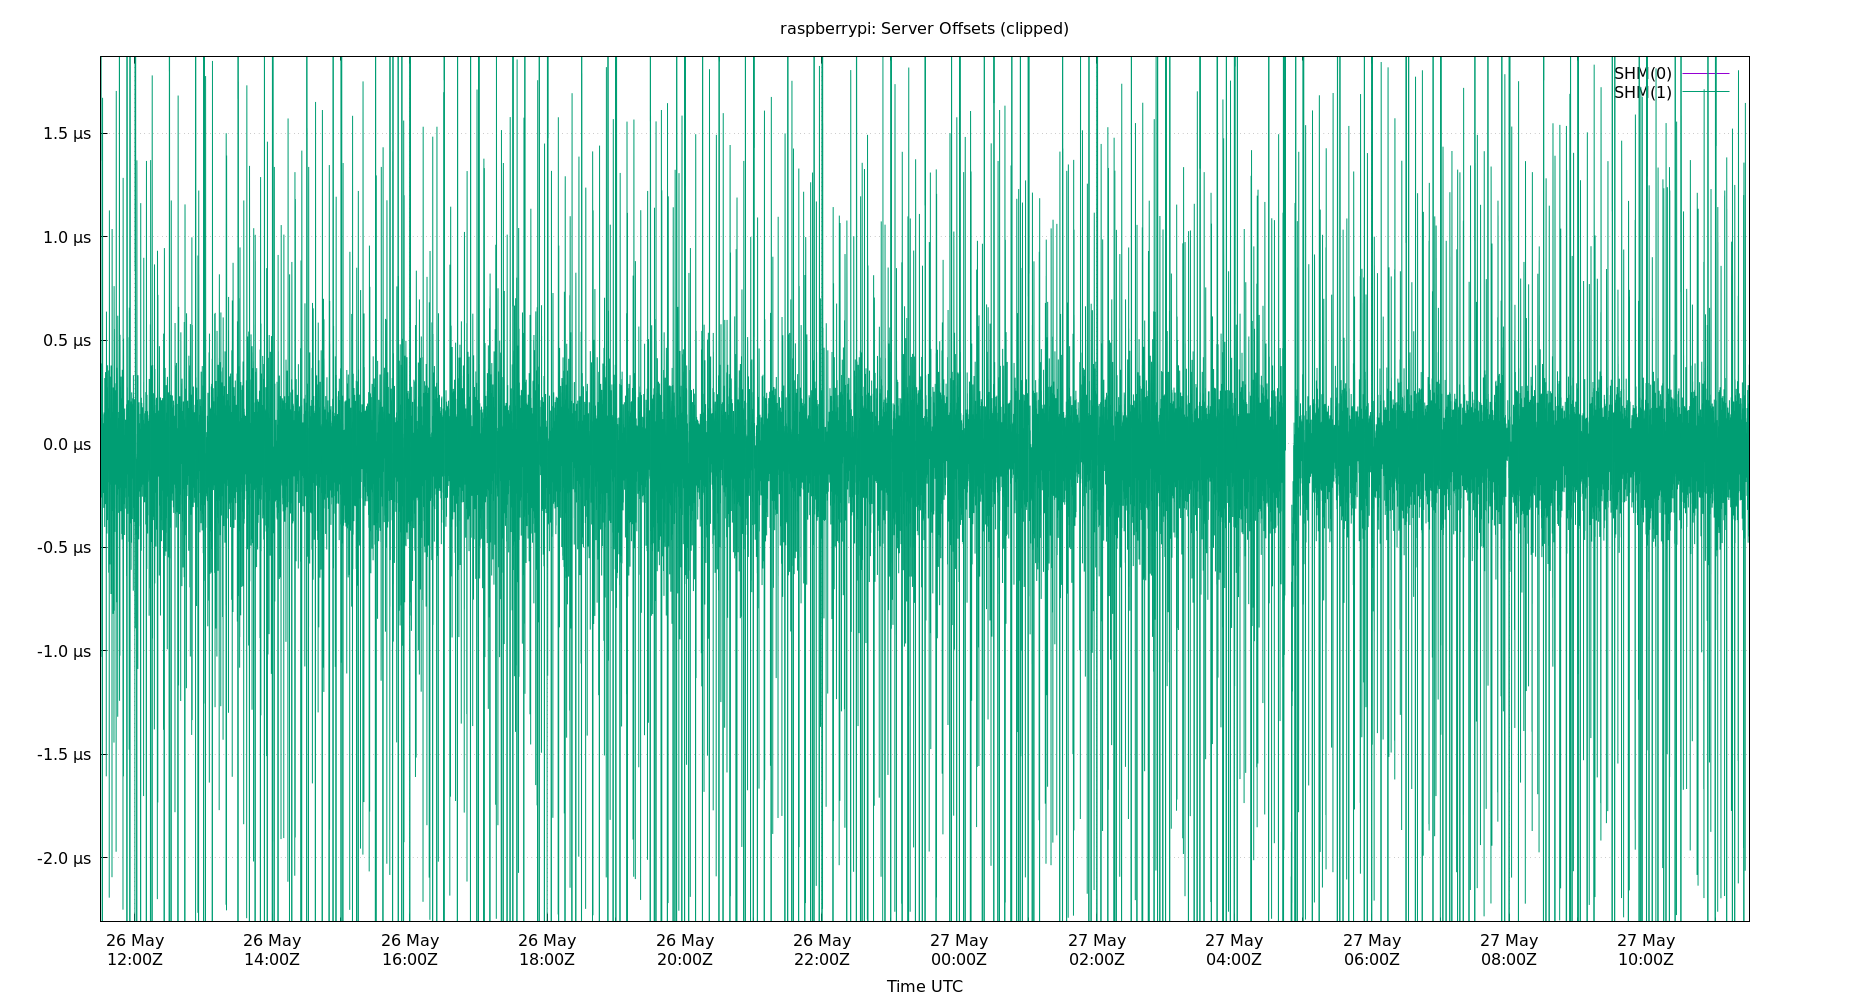 raspberrypi: Server Offsets (clipped)
SHM(0)
SHM(1)
1.5 µs
1.0 µs
0.5 µs
0.0 µs
-0.5 µs
-1.0 µs
-1.5 µs
-2.0 µs
26 May 26 May 26 May 26 May 26 May 26 May 27 May 27 May 27 May 27 May 27 May 27 May
12:00Z 14:00Z 16:00Z 18:00Z 20:00Z 22:00Z 00:00Z 02:00Z 04:00Z 06:00Z 08:00Z 10:00Z
Time UTC